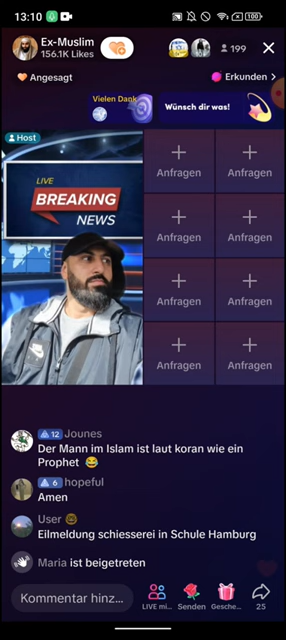 13:10
100
Ex-Muslim
156.1K Likes
199
Angesagt
Erkunden
Vielen Dank
Wünsch dir was!
Host
LIVE
BREAKING
NEWS
Anfragen
Anfragen
Anfragen
Anfragen
Anfragen
Anfragen
Anfragen
Anfragen
12 Jounes
Der Mann im Islam ist laut koran wie ein
Prophet 😂
6 hopeful
Amen
User 🤓
Eilmeldung schiesserei in Schule Hamburg
Maria ist beigetreten
Kommentar hinz...
LIVE mi...
Senden
Gesche...
25